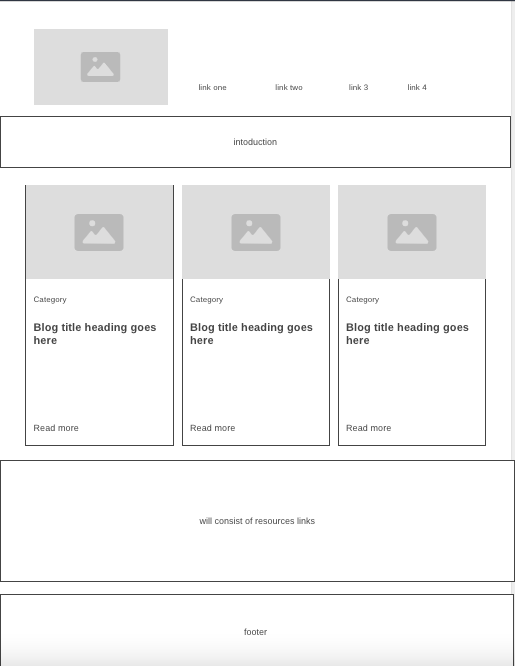 link one link two link 3 link 4
intoduction
Category Category Category
Blog title heading goes here Blog title heading goes here Blog title heading goes here
Read more Read more Read more
will consist of resources links
footer